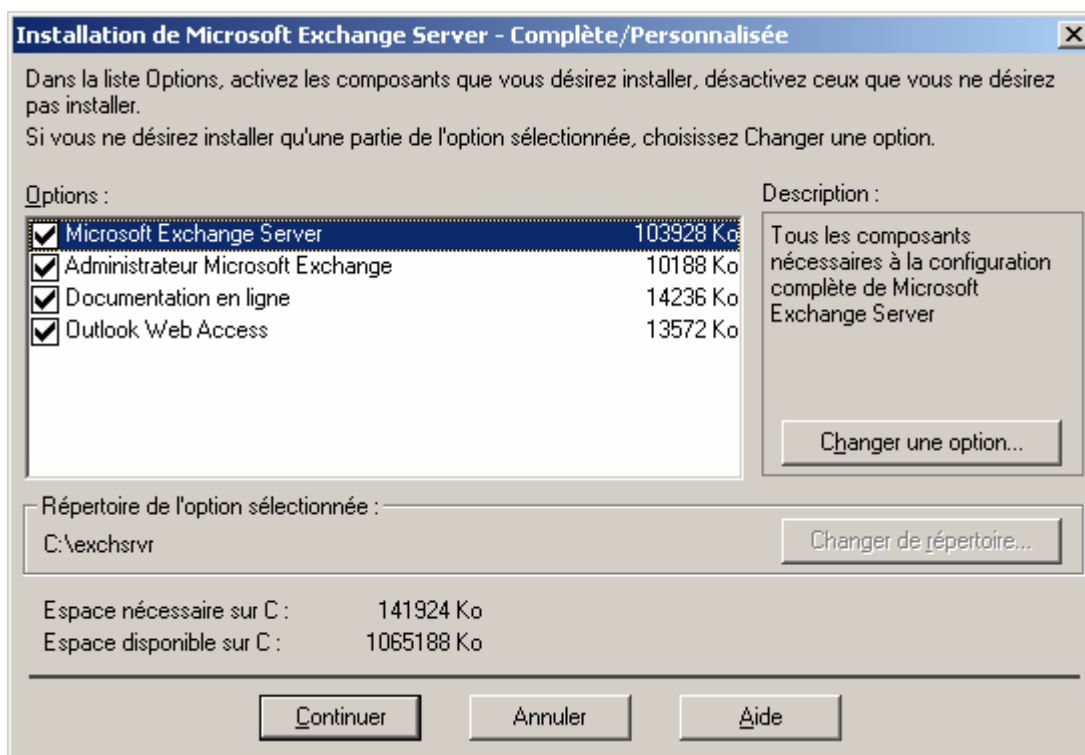 Installation de Microsoft Exchange Server - Complète/Personnalisée
Dans la liste Options, activez les composants que vous désirez installer, désactivez ceux que vous ne désirez
pas installer.
Si vous ne désirez installer qu'une partie de l'option sélectionnée, choisissez Changer une option.
Options :
Microsoft Exchange Server 103928 Ko
Administrateur Microsoft Exchange 10188 Ko
Documentation en ligne 14236 Ko
Outlook Web Access 13572 Ko
Description :
Tous les composants
nécessaires à la configuration
complète de Microsoft
Exchange Server
Changer une option...
Répertoire de l'option sélectionnée :
C:\exchsrvr
Changer de répertoire...
Espace nécessaire sur C : 141924 Ko
Espace disponible sur C : 1065188 Ko
Continuer
Annuler
Aide